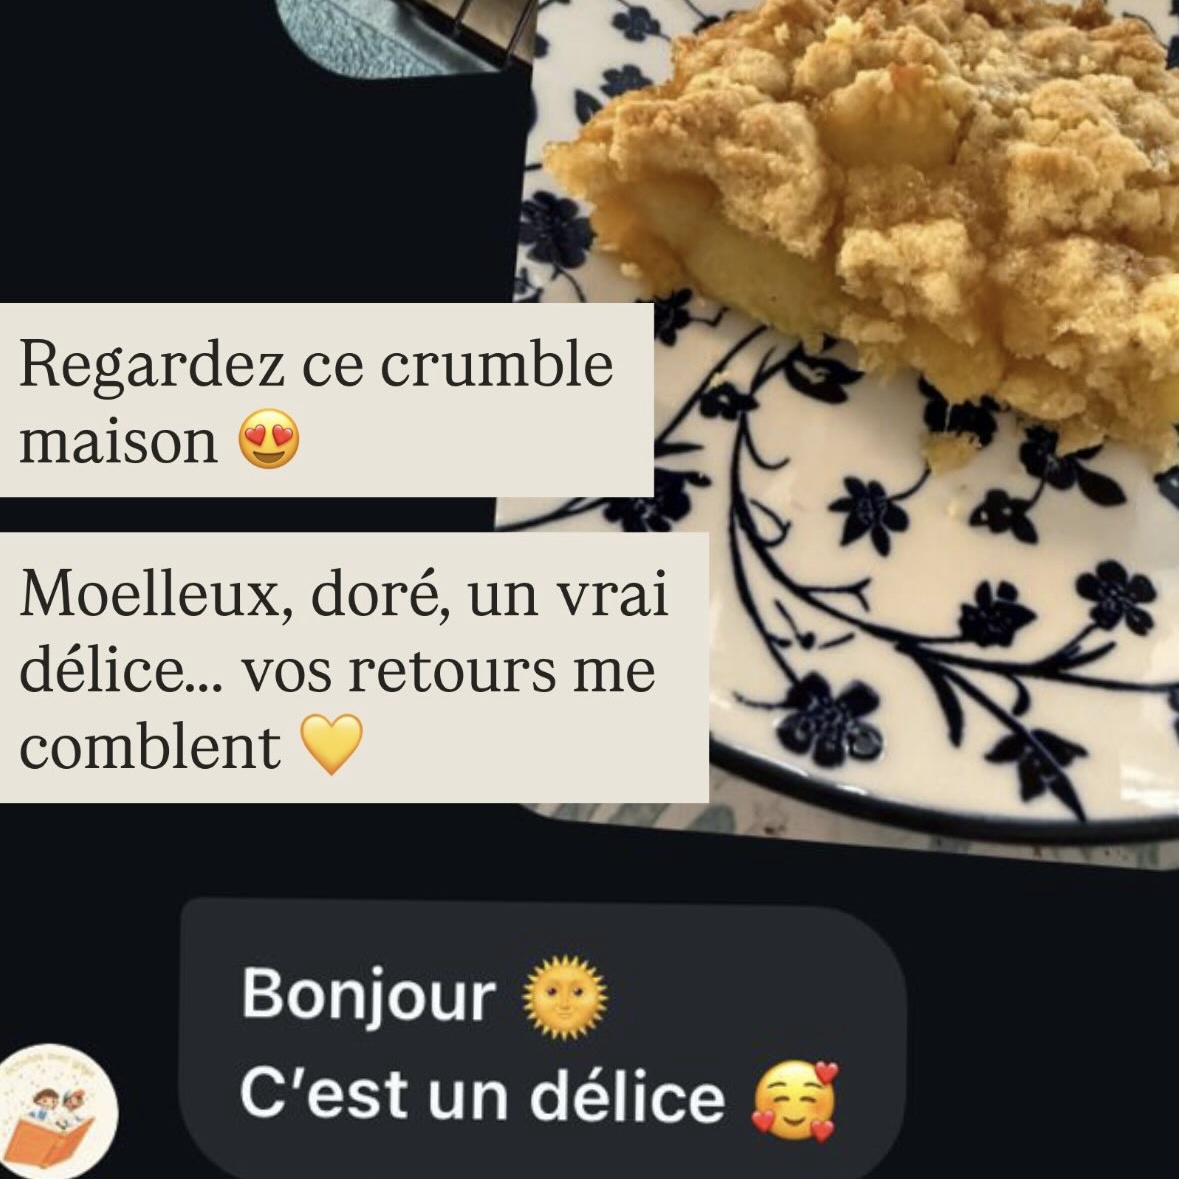 Regardez ce crumble
maison 😍
Moelleux, doré, un vrai
délice... vos retours me
comblent 💛
Bonjour 🌞
C'est un délice 🥰